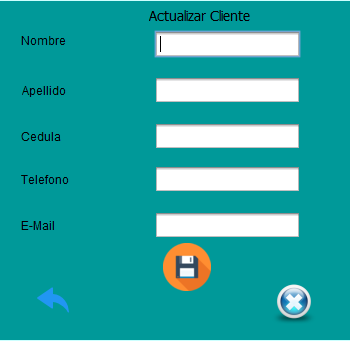 Actualizar Cliente
Nombre
Apellido
Cedula
Telefono
E-Mail